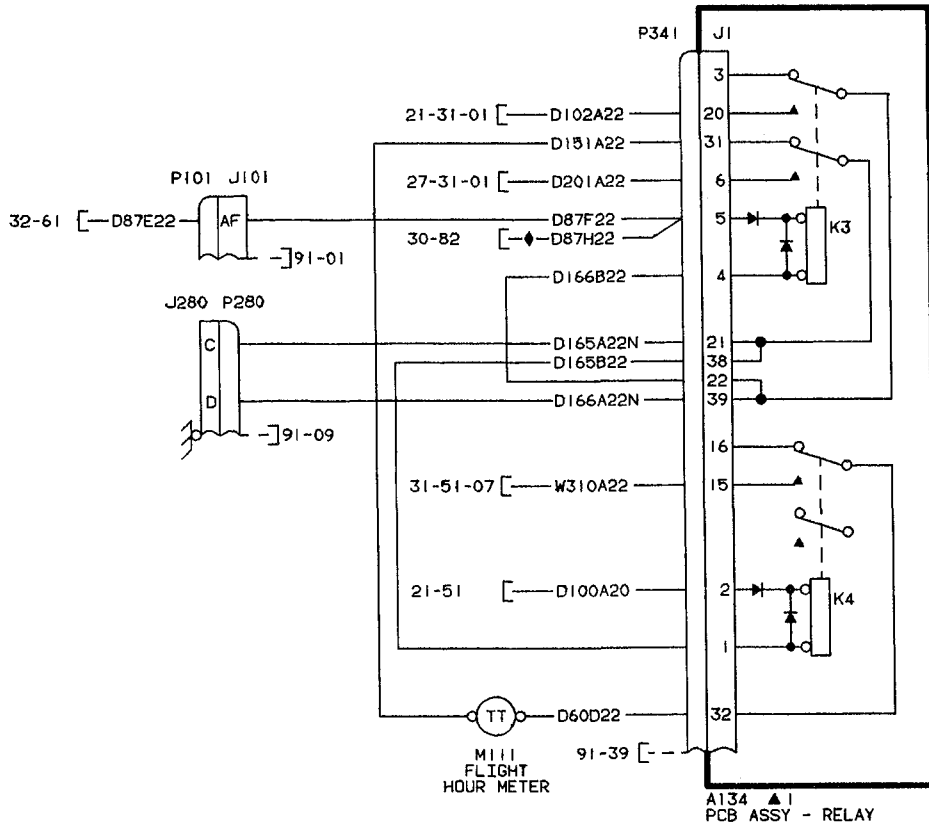 P341 J1
3
21-31-01 D102A22 20
D151A22 31
P101 J101 27-31-01 D201A22 6
32-61 D87E22 AF D87F22 5
30-82 D87H22 K3
91-01
D166B22 4
J280 P280
C D165A22N 21
D165B22 38
22
D D166A22N 39
91-09
16
31-51-07 W310A22 15
21-51 D100A20 2
K4
1
TT D60D22 32
M111 91-39
FLIGHT
HOUR METER
A134 ▲1
PCB ASSY - RELAY